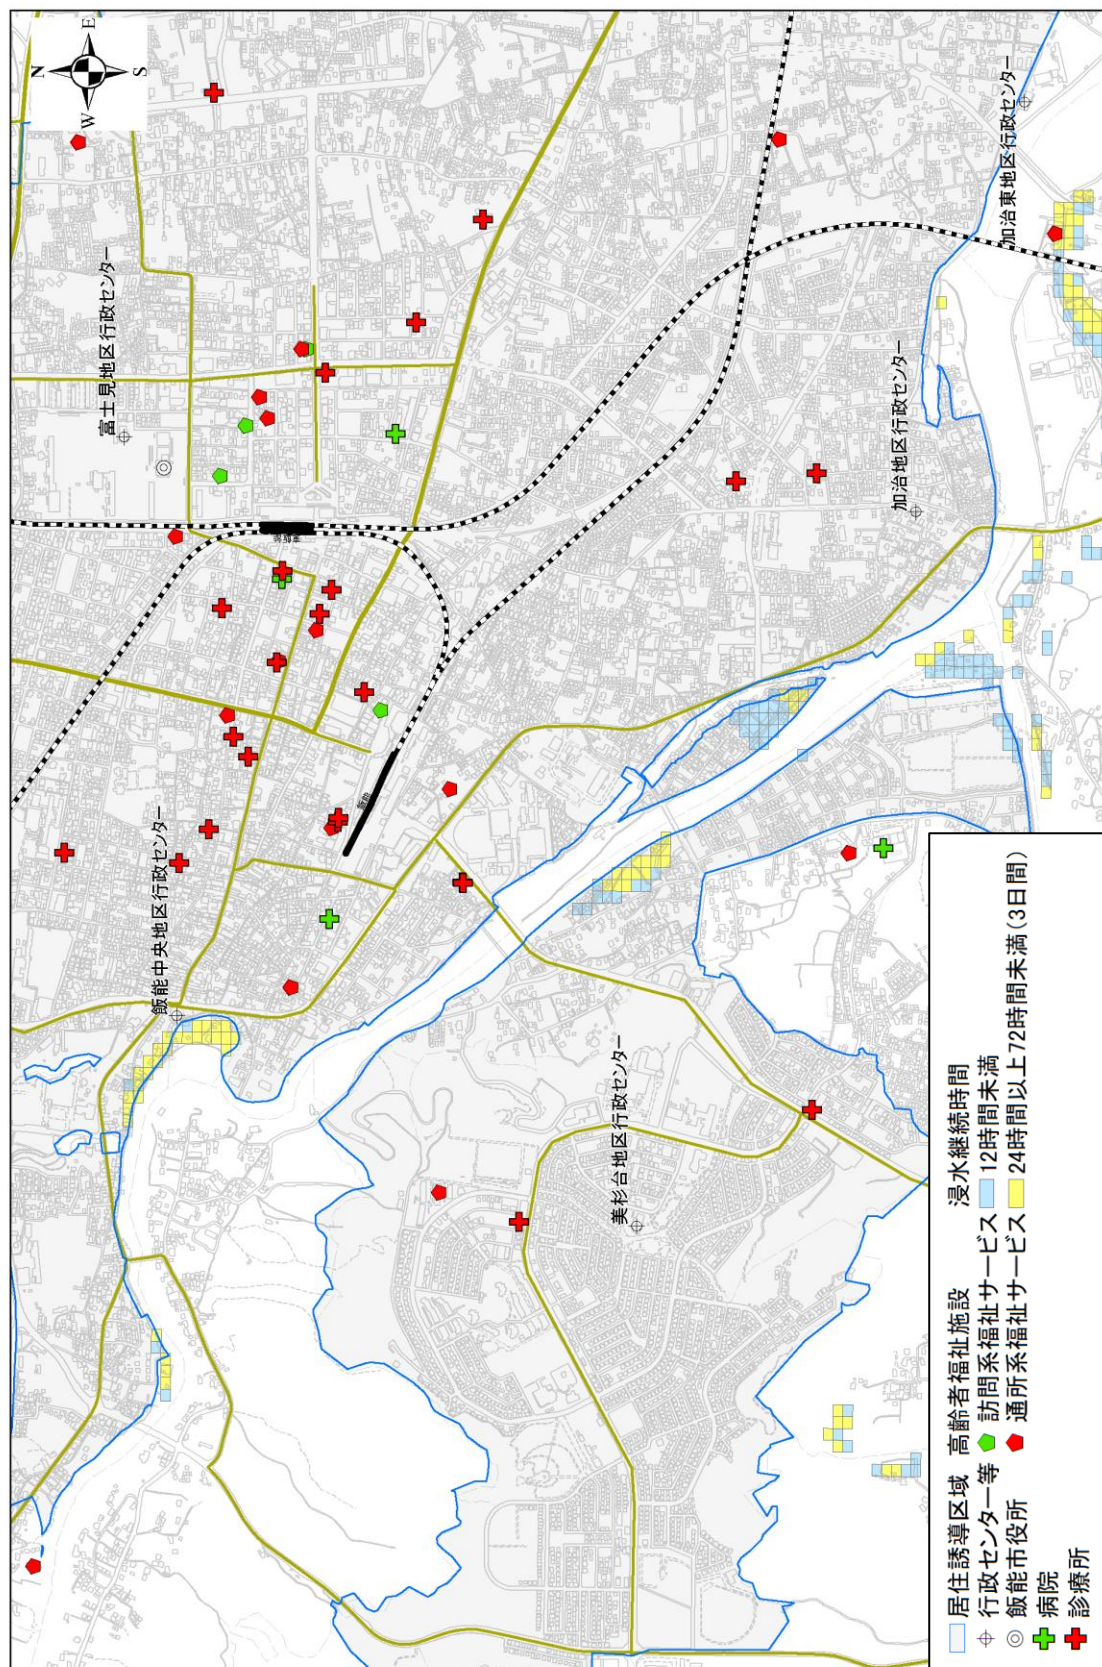 N
E
S
W
富士見地区行政センター
加治東地区行政センター
加治地区行政センター
飯能中央地区行政センター
東飯能
飯能
美杉台地区行政センター
居住誘導区域
行政センター等
飯能市役所
病院
診療所
高齢者福祉施設
訪問系福祉サービス
通所系福祉サービス
浸水継続時間
12時間未満
24時間以上72時間未満(3日間)